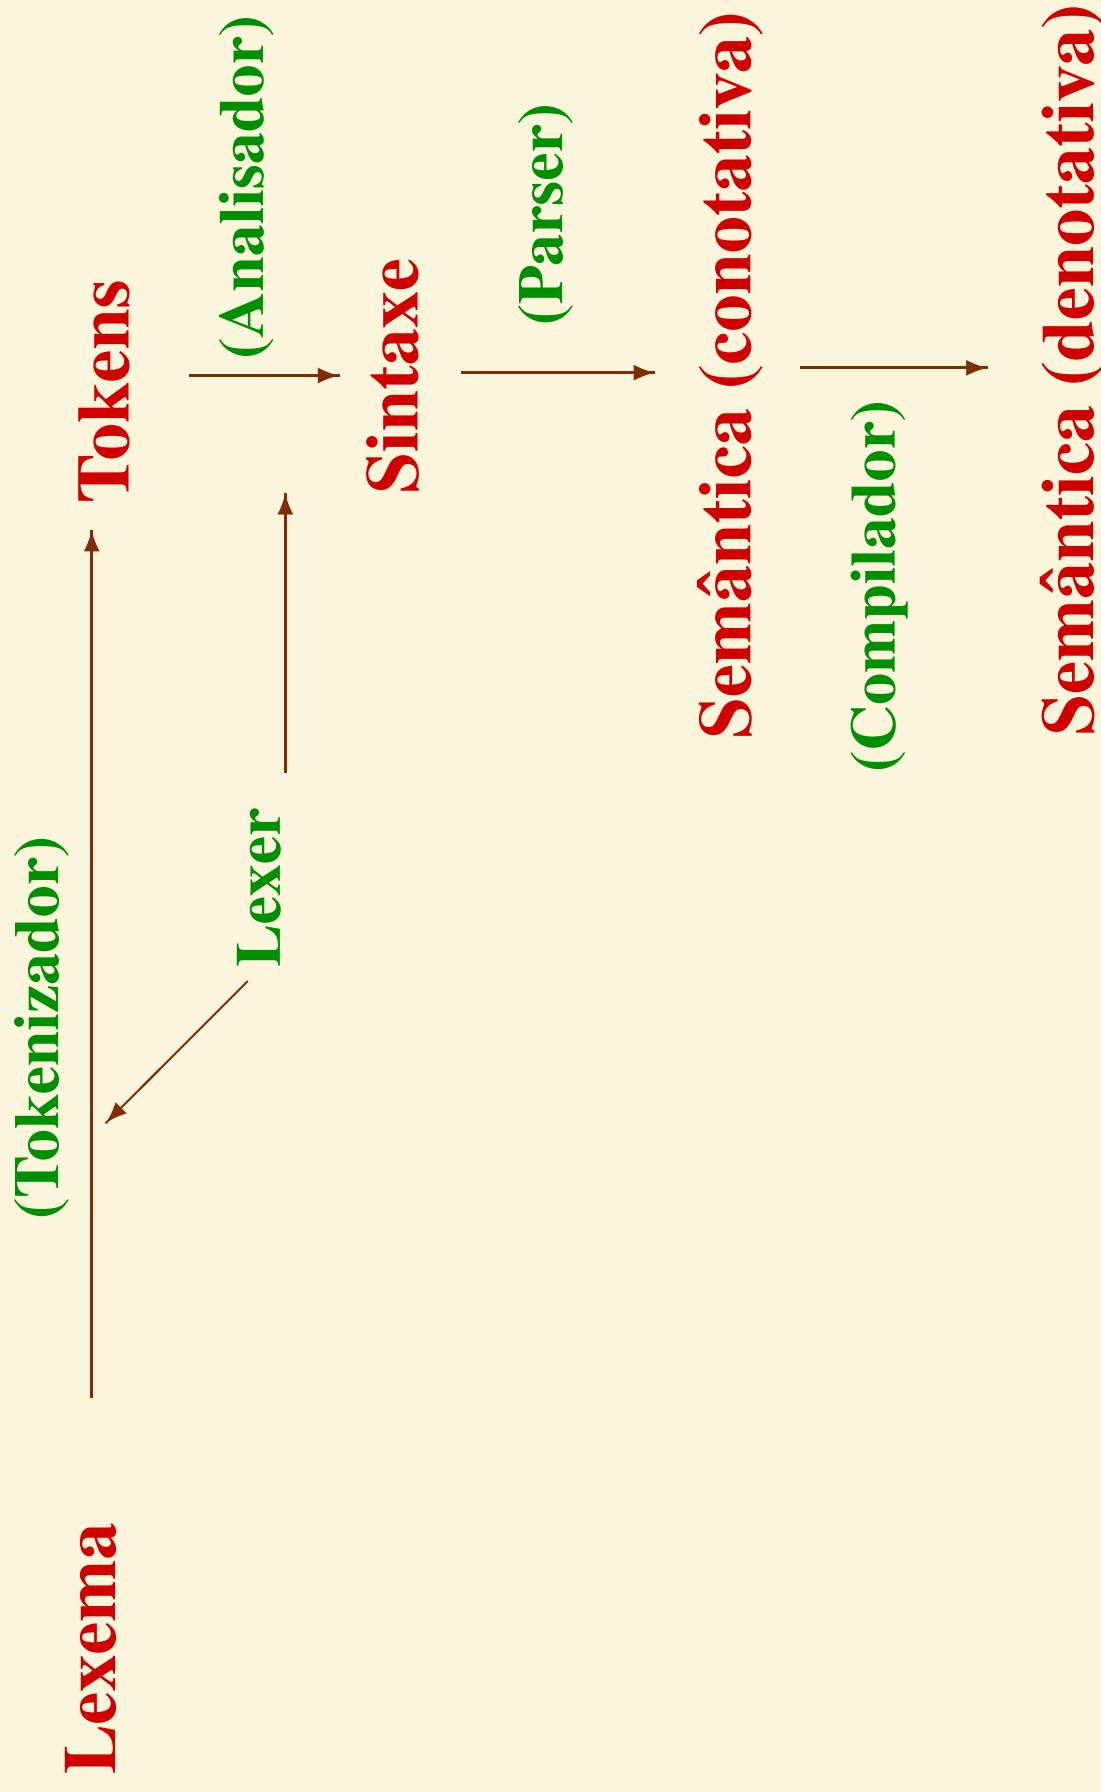 (Tokenizador)
Lexema
Tokens
Lexer
(Analisador)
Sintaxe
(Parser)
Semântica (conotativa)
(Compilador)
Semântica (denotativa)